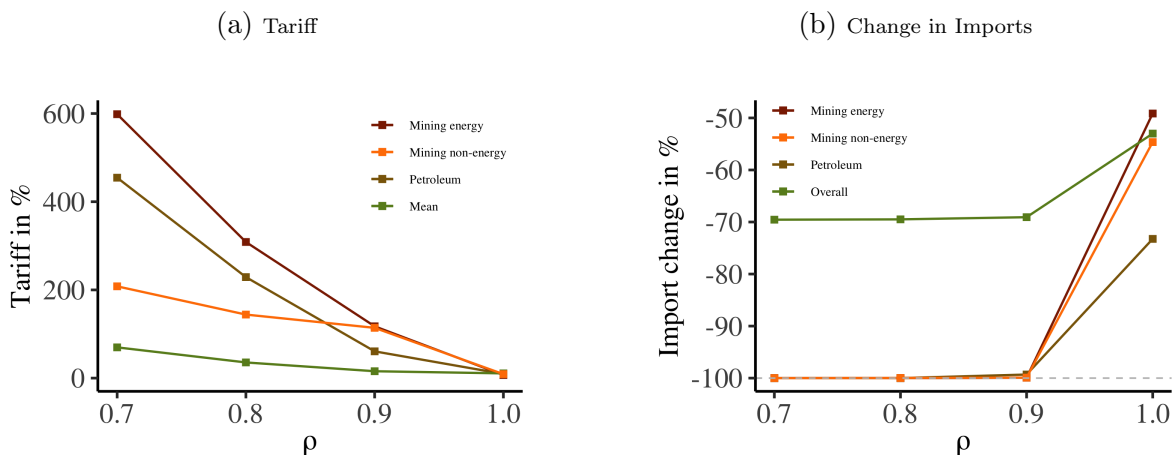 (a) Tariff
Tariff in %
600
400
200
0
0.7 0.8 0.9 1.0
ρ
Mining energy
Mining non-energy
Petroleum
Mean
(b) Change in Imports
Import change in %
-50
-60
-70
-80
-90
-100
0.7 0.8 0.9 1.0
ρ
Mining energy
Mining non-energy
Petroleum
Overall